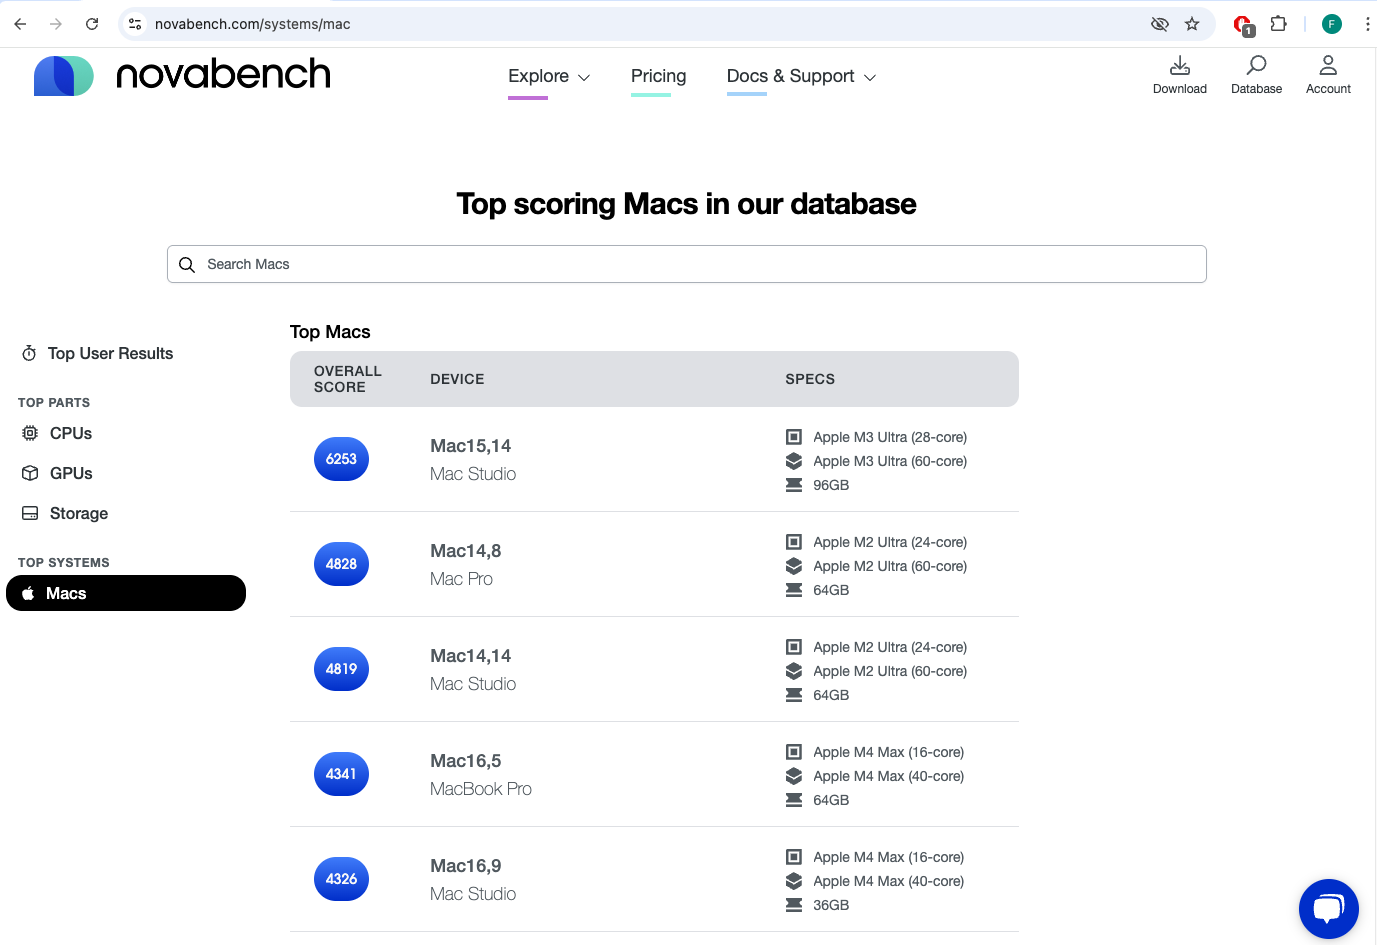 novabench.com/systems/mac
1
F
novabench
Explore
Pricing
Docs & Support
Download
Database
Account
Top scoring Macs in our database
Search Macs
Top User Results
TOP PARTS
CPUs
GPUs
Storage
TOP SYSTEMS
Macs
Top Macs
OVERALL
SCORE
DEVICE
SPECS
6253
Mac15,14
Mac Studio
Apple M3 Ultra (28-core)
Apple M3 Ultra (60-core)
96GB
4828
Mac14,8
Mac Pro
Apple M2 Ultra (24-core)
Apple M2 Ultra (60-core)
64GB
4819
Mac14,14
Mac Studio
Apple M2 Ultra (24-core)
Apple M2 Ultra (60-core)
64GB
4341
Mac16,5
MacBook Pro
Apple M4 Max (16-core)
Apple M4 Max (40-core)
64GB
4326
Mac16,9
Mac Studio
Apple M4 Max (16-core)
Apple M4 Max (40-core)
36GB